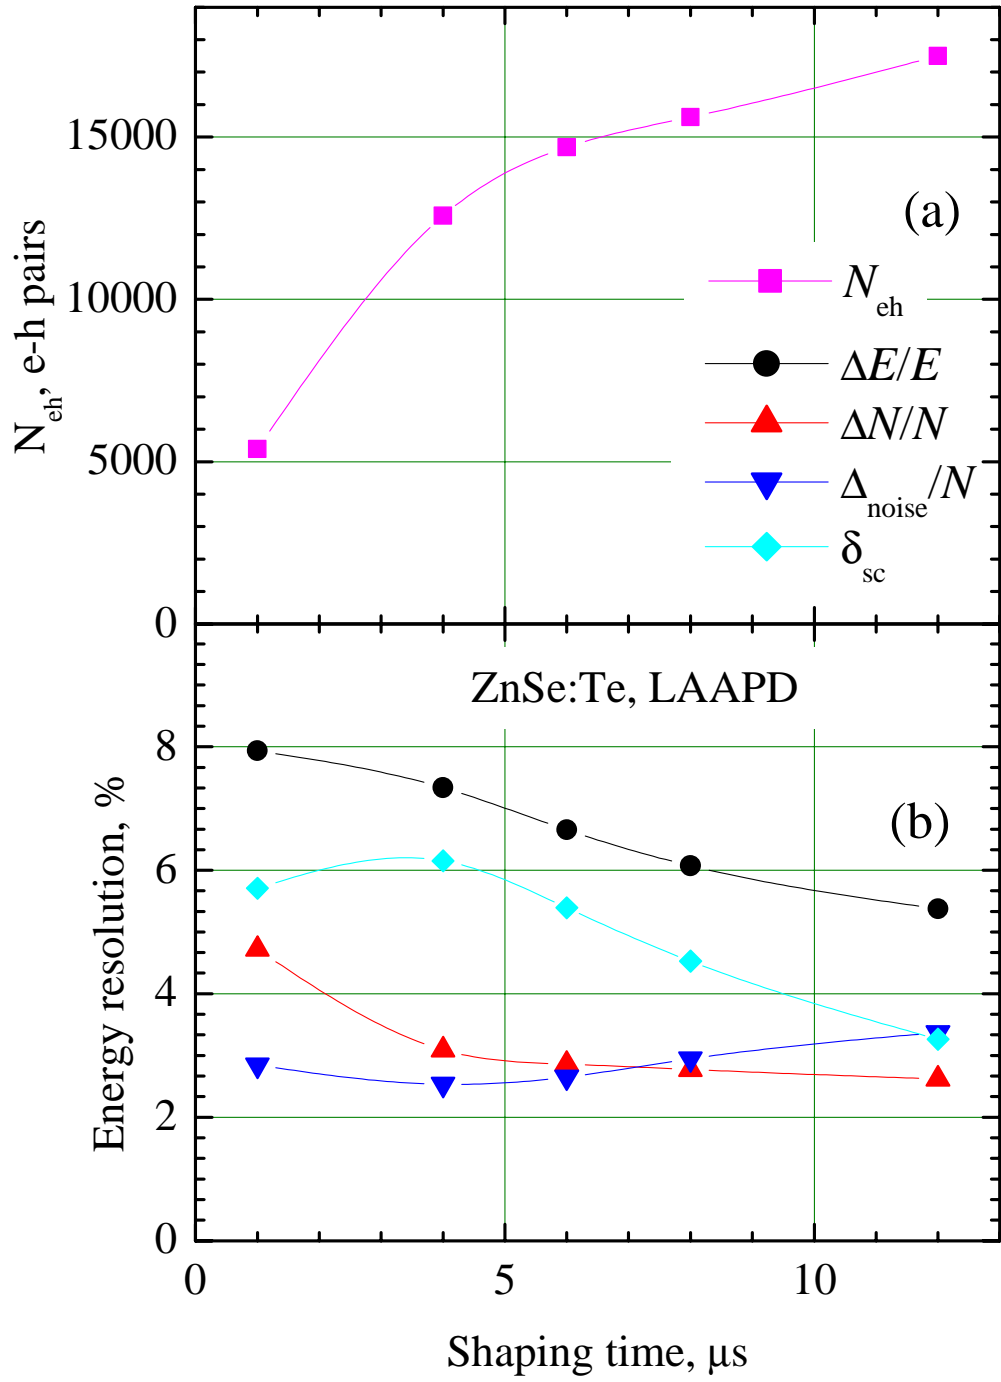 15000
10000
5000
0
N_eh, e-h pairs
(a)
N_eh
ΔE/E
ΔN/N
Δ_noise/N
δ_sc
ZnSe:Te, LAAPD
(b)
8
6
4
2
0
Energy resolution, %
0 5 10
Shaping time, μs